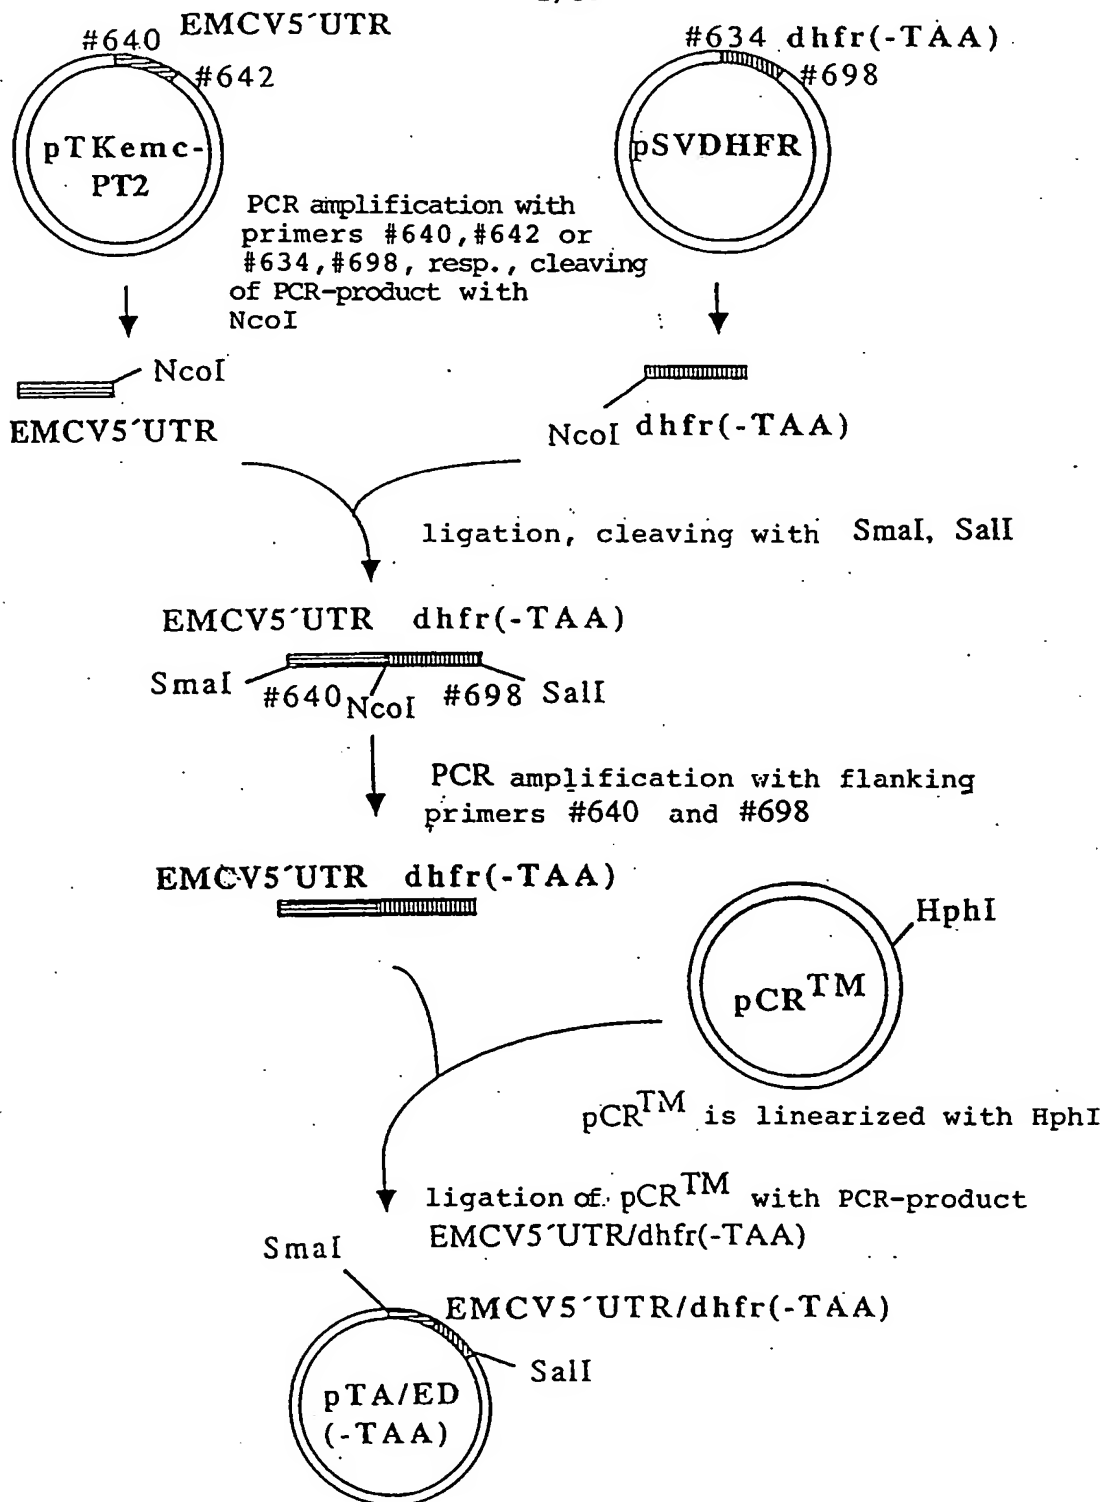 #640 EMCV5´UTR
#642
pTKemc-
PT2
#634 dhfr(-TAA)
#698
pSVDHFR
PCR amplification with
primers #640,#642 or
#634,#698, resp., cleaving
of PCR-product with
NcoI
NcoI
EMCV5´UTR
NcoI dhfr(-TAA)
ligation, cleaving with SmaI, SalI
EMCV5´UTR dhfr(-TAA)
SmaI #640 NcoI #698 SalI
PCR amplification with flanking
primers #640 and #698
EMCV5´UTR dhfr(-TAA)
HphI
pCR™
pCR™ is linearized with HphI
ligation of pCR™ with PCR-product
EMCV5´UTR/dhfr(-TAA)
SmaI
EMCV5´UTR/dhfr(-TAA)
SalI
pTA/ED
(-TAA)